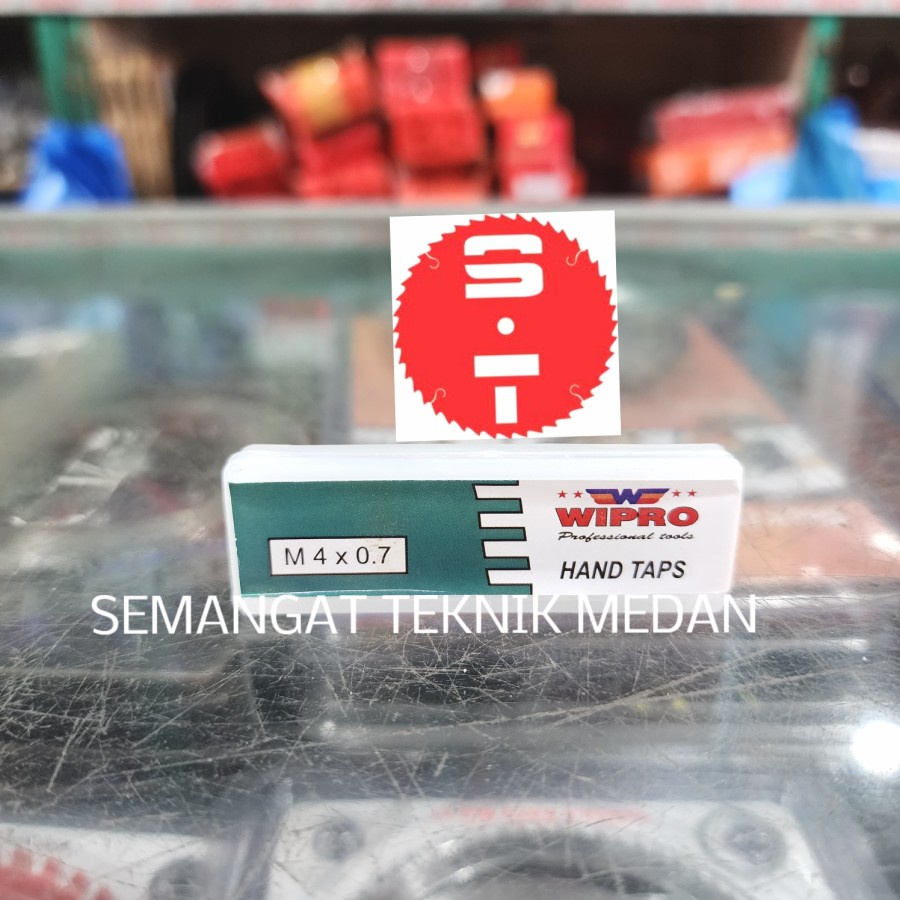 S
·
T
WIPRO
Professional tools
M 4 x 0.7
HAND TAPS
SEMANGAT TEKNIK MEDAN